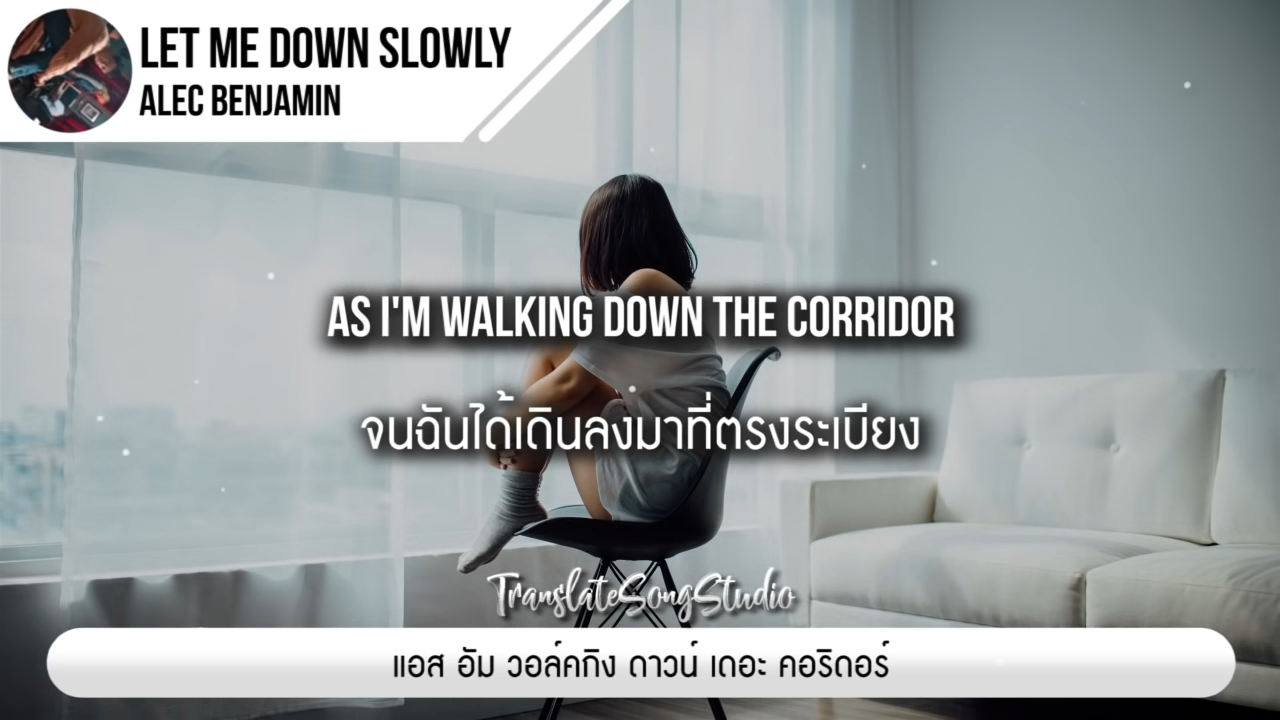 LET ME DOWN SLOWLY
ALEC BENJAMIN
AS I'M WALKING DOWN THE CORRIDOR
จนฉันได้เดินลงมาที่ตรงระเบียง
TranslateSongStudio
แอส อัม วอล์คกิง ดาวน์ เดอะ คอริดอร์